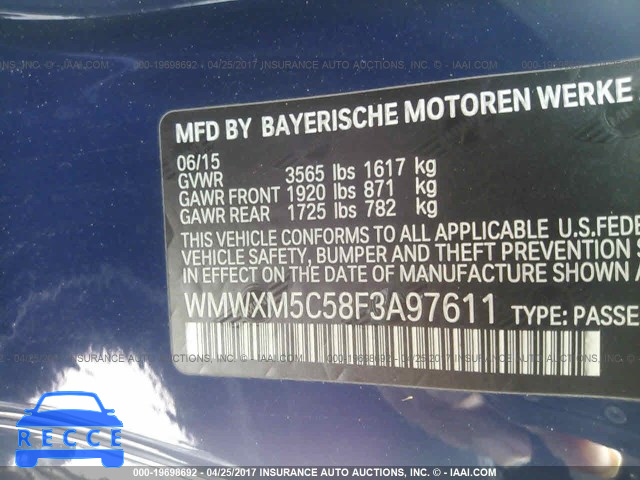 000-19698692 - 04/25/2017 INSURANCE AUTO AUCTIONS, INC. - © IAAI.COM
MFD BY BAYERISCHE MOTOREN WERKE
06/15
GVWR 3565 lbs 1617 kg
GAWR FRONT 1920 lbs 871 kg
GAWR REAR 1725 lbs 782 kg
THIS VEHICLE CONFORMS TO ALL APPLICABLE U.S.FEDE
VEHICLE SAFETY, BUMPER, AND THEFT PREVENTION S
IN EFFECT ON THE DATE OF MANUFACTURE SHOWN A
WMWXM5C58F3A97611 TYPE: PASSE
RECCE
000-19698692 - 04/25/2017 INSURANCE AUTO AUCTIONS, INC. - © IAAI.COM